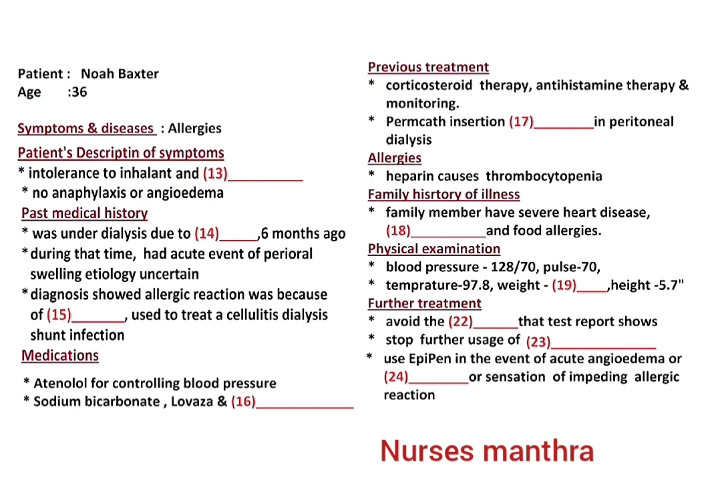 Patient :   Noah Baxter
Age       :36
Symptoms & diseases  : Allergies
Patient's Descriptin of symptoms
* intolerance to inhalant and (13)___________
* no anaphylaxis or angioedema
Past medical history
* was under dialysis due to (14)_____,6 months ago
* during that time,  had acute event of perioral
swelling etiology uncertain
* diagnosis showed allergic reaction was because
of (15)_______, used to treat a cellulitis dialysis
shunt infection
Medications
* Atenolol for controlling blood pressure
* Sodium bicarbonate , Lovaza & (16)______________
Previous treatment
* corticosteroid  therapy, antihistamine therapy &
monitoring.
* Permcath insertion (17)________in peritoneal
dialysis
Allergies
* heparin causes  thrombocytopenia
Family hisrtory of illness
* family member have severe heart disease,
(18)__________and food allergies.
Physical examination
* blood pressure - 128/70, pulse-70,
* temprature-97.8, weight - (19)____,height -5.7"
Further treatment
* avoid the (22)______that test report shows
* stop  further usage of  (23)______________
* use EpiPen in the event of acute angioedema or
(24)________or sensation  of impeding  allergic
reaction
Nurses manthra